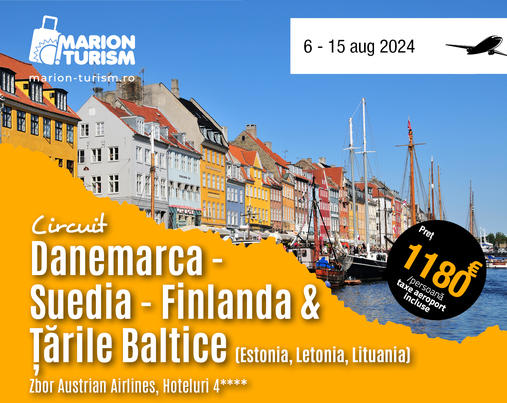 MARION
TURISM
marion-turism.ro
6 - 15 aug 2024
Circuit
Danemarca -
Suedia - Finlanda &
Țările Baltice (Estonia, Letonia, Lituania)
Zbor Austrian Airlines, Hoteluri 4****
Preț
1180€
/persoană
taxe aeroport
incluse